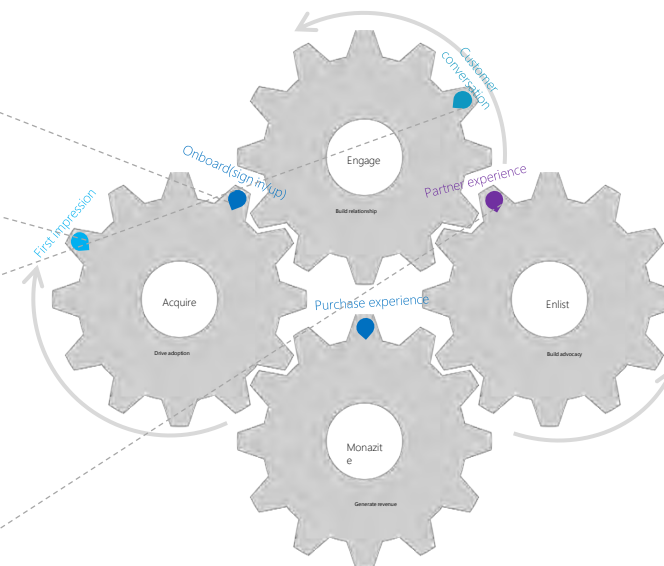 Customer
conversation
Engage
Onboard(sign in/up)
Partner experience
Build relationship
First impression
Purchase experience
Acquire
Enlist
Drive adoption
Build advocacy
Monazit
e
Generate revenue